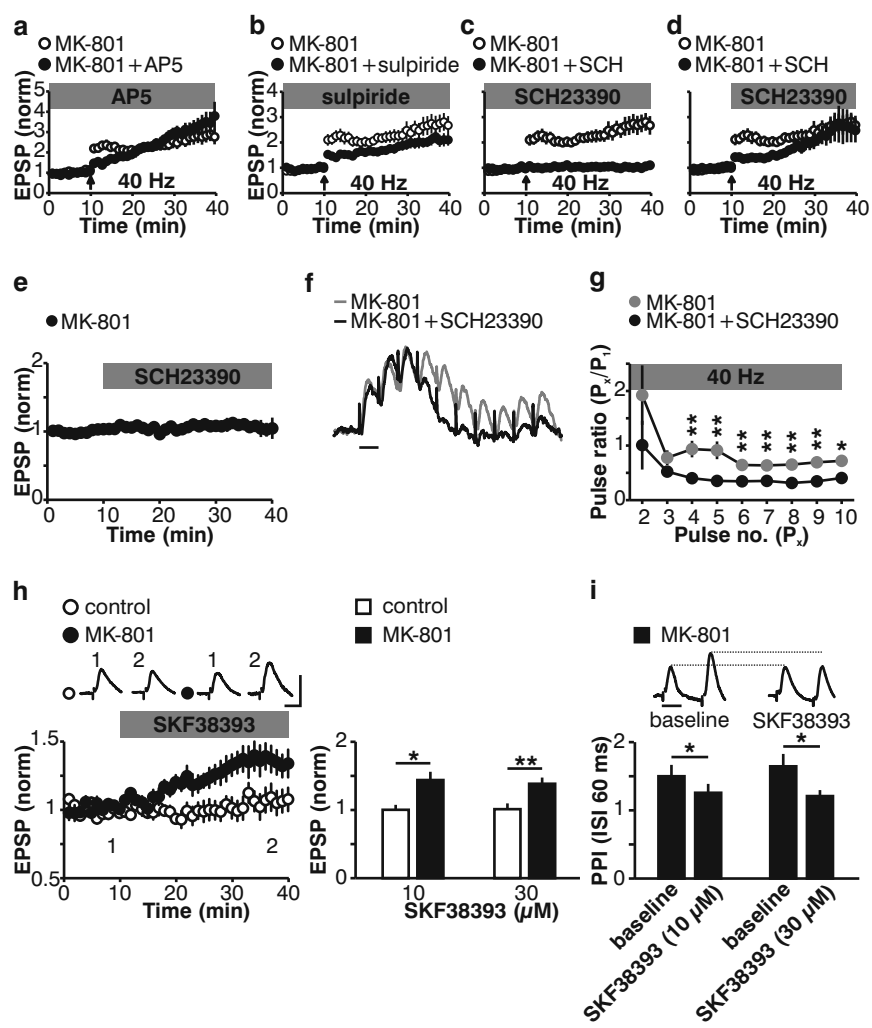 a
MK-801
MK-801+AP5
AP5
EPSP (norm)
5
4
3
2
1
0
40 Hz
0 10 20 30 40
Time (min)
b
MK-801
MK-801+sulpiride
sulpiride
EPSP (norm)
4
3
2
1
0
40 Hz
0 10 20 30 40
Time (min)
c
MK-801
MK-801+SCH
SCH23390
4
3
2
1
0
40 Hz
0 10 20 30 40
Time (min)
d
MK-801
MK-801+SCH
SCH23390
4
3
2
1
0
40 Hz
0 10 20 30 40
Time (min)
e
MK-801
SCH23390
EPSP (norm)
2
1
0
0 10 20 30 40
Time (min)
f
MK-801
MK-801+SCH23390
g
MK-801
MK-801+SCH23390
40 Hz
Pulse ratio (Px/P1)
2
1
0
** ** ** ** ** ** *
2 3 4 5 6 7 8 9 10
Pulse no. (Px)
h
control
MK-801
1 2 1 2
SKF38393
EPSP (norm)
1.5
1
0.5
1 2
0 10 20 30 40
Time (min)
control
MK-801
EPSP (norm)
2
1
0
* **
10 30
SKF38393 (µM)
i
MK-801
baseline SKF38393
PPI (ISI 60 ms)
2
1
0
* *
baseline
SKF38393 (10 µM)
baseline
SKF38393 (30 µM)